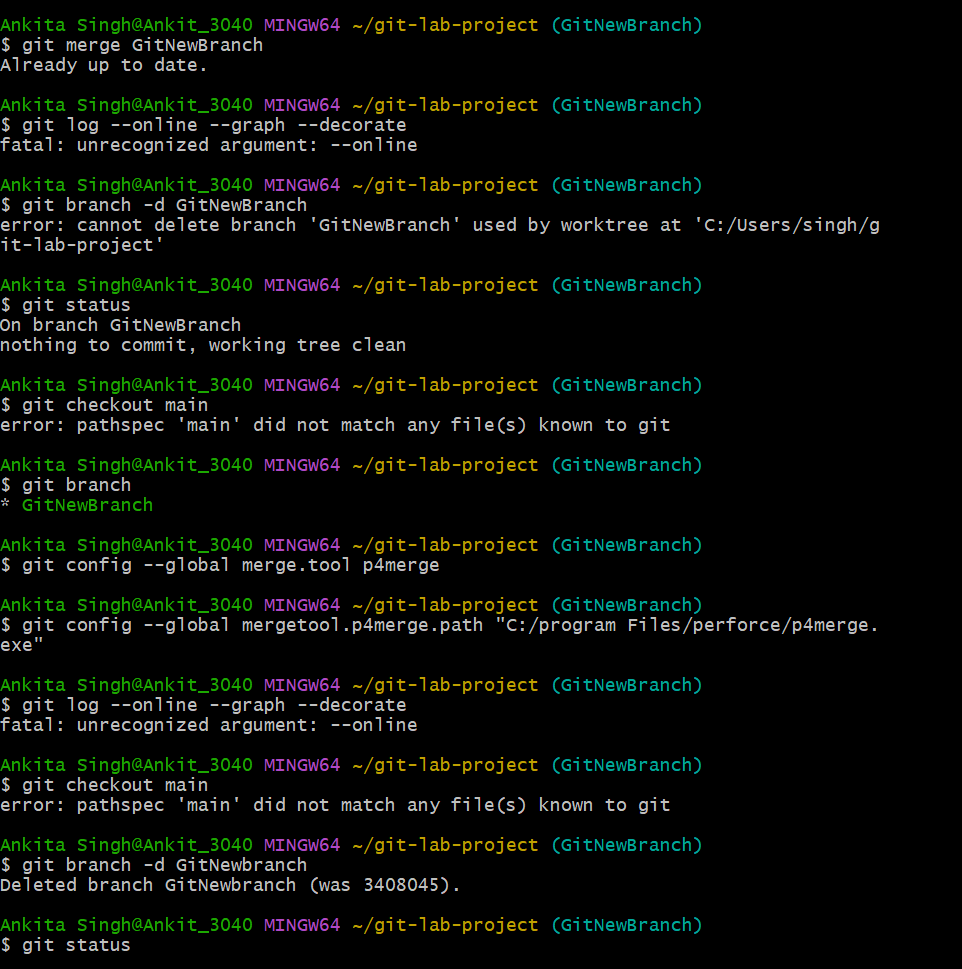 Ankita Singh@Ankit_3040 MINGW64 ~/git-lab-project (GitNewBranch)
$ git merge GitNewBranch
Already up to date.
Ankita Singh@Ankit_3040 MINGW64 ~/git-lab-project (GitNewBranch)
$ git log --online --graph --decorate
fatal: unrecognized argument: --online
Ankita Singh@Ankit_3040 MINGW64 ~/git-lab-project (GitNewBranch)
$ git branch -d GitNewBranch
error: cannot delete branch 'GitNewBranch' used by worktree at 'C:/Users/singh/g
it-lab-project'
Ankita Singh@Ankit_3040 MINGW64 ~/git-lab-project (GitNewBranch)
$ git status
On branch GitNewBranch
nothing to commit, working tree clean
Ankita Singh@Ankit_3040 MINGW64 ~/git-lab-project (GitNewBranch)
$ git checkout main
error: pathspec 'main' did not match any file(s) known to git
Ankita Singh@Ankit_3040 MINGW64 ~/git-lab-project (GitNewBranch)
$ git branch
* GitNewBranch
Ankita Singh@Ankit_3040 MINGW64 ~/git-lab-project (GitNewBranch)
$ git config --global merge.tool p4merge
Ankita Singh@Ankit_3040 MINGW64 ~/git-lab-project (GitNewBranch)
$ git config --global mergetool.p4merge.path "C:/program Files/perforce/p4merge.
exe"
Ankita Singh@Ankit_3040 MINGW64 ~/git-lab-project (GitNewBranch)
$ git log --online --graph --decorate
fatal: unrecognized argument: --online
Ankita Singh@Ankit_3040 MINGW64 ~/git-lab-project (GitNewBranch)
$ git checkout main
error: pathspec 'main' did not match any file(s) known to git
Ankita Singh@Ankit_3040 MINGW64 ~/git-lab-project (GitNewBranch)
$ git branch -d GitNewbranch
Deleted branch GitNewbranch (was 3408045).
Ankita Singh@Ankit_3040 MINGW64 ~/git-lab-project (GitNewBranch)
$ git status